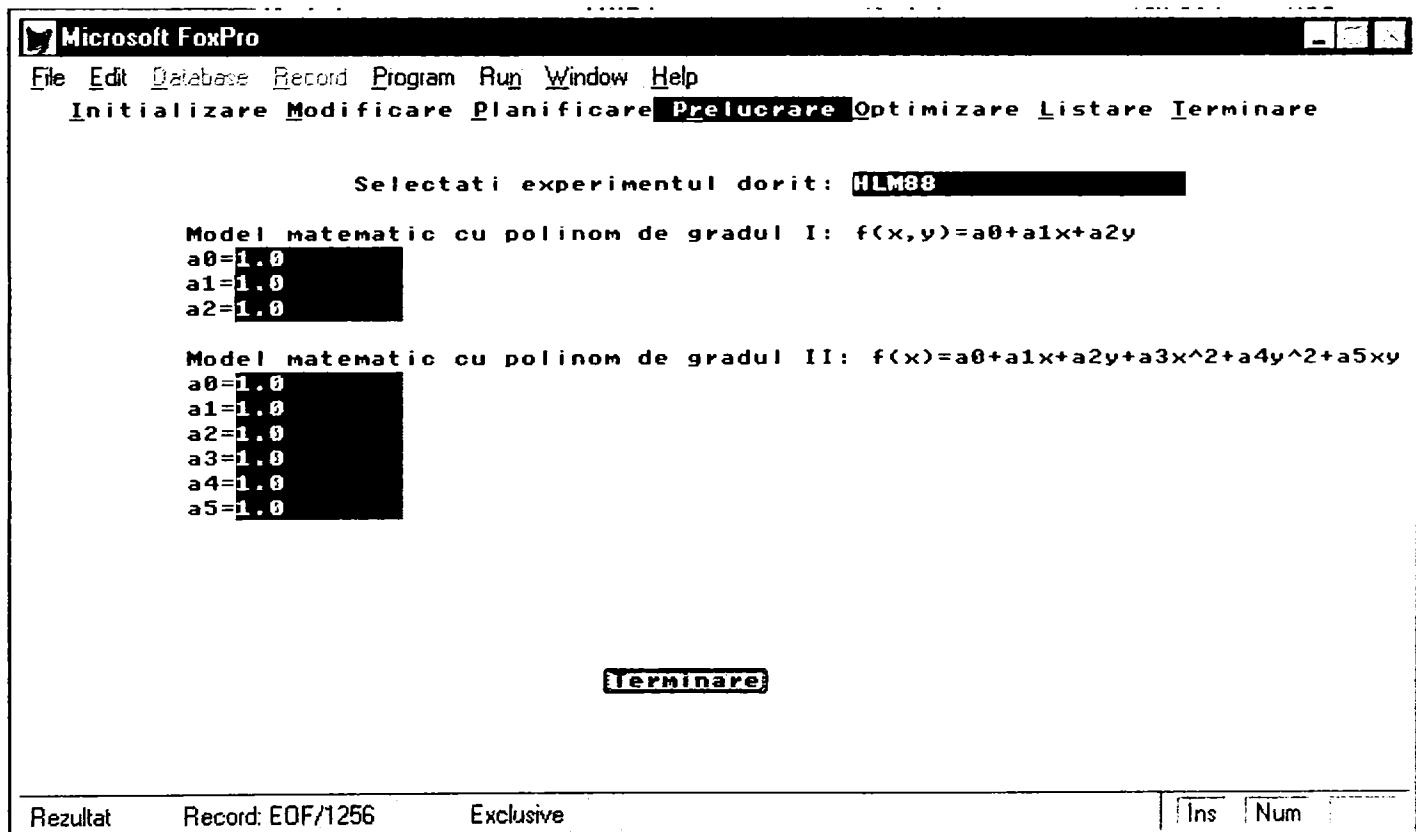 Microsoft FoxPro
File Edit Database Record Program Run Window Help
Initializare Modificare Planificare Prelucrare Optimizare Listare Terminare
Selectati experimentul dorit: HLM88
Model matematic cu polinom de gradul I: f(x,y)=a0+a1x+a2y
a0=1.0
a1=1.0
a2=1.0
Model matematic cu polinom de gradul II: f(x)=a0+a1x+a2y+a3x^2+a4y^2+a5xy
a0=1.0
a1=1.0
a2=1.0
a3=1.0
a4=1.0
a5=1.0
Terminare
Rezultat Record: EOF/1256 Exclusive Ins Num